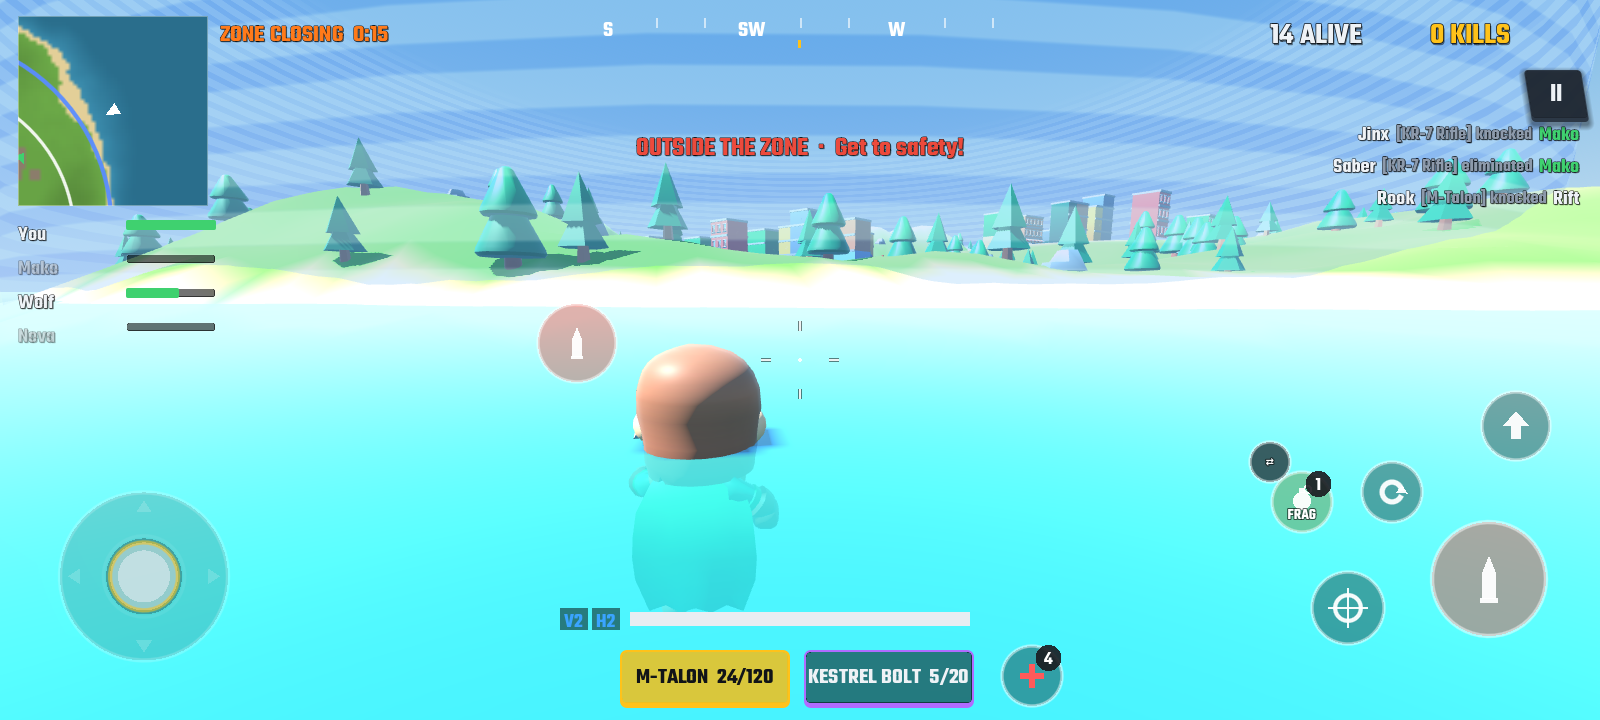 ZONE CLOSING 0:15
S
SW
W
14 ALIVE
0 KILLS
OUTSIDE THE ZONE · Get to safety!
Jinx [KR-7 Rifle] knocked Mako
Saber [KR-7 Rifle] eliminated Mako
Rook [M-Talon] knocked Rift
You
Mako
Wolf
Nova
1
FRAG
V2 H2
M-TALON 24/120
KESTREL BOLT 5/20
4